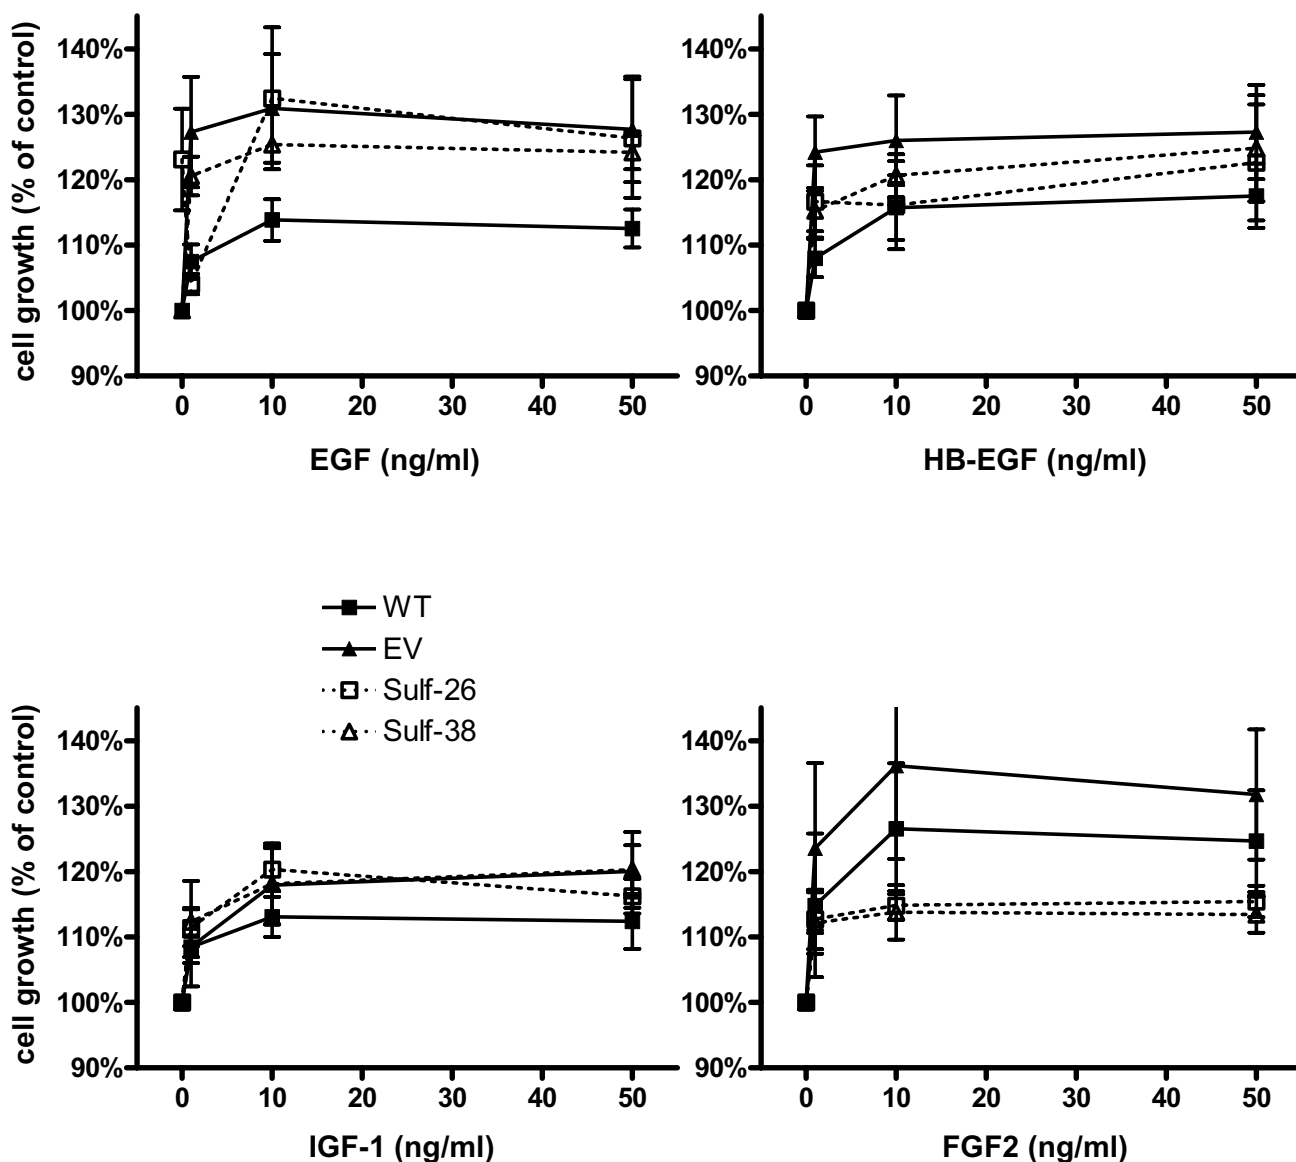 cell growth (% of control)
140%
130%
120%
110%
100%
90%
0 10 20 30 40 50
EGF (ng/ml)
140%
130%
120%
110%
100%
90%
0 10 20 30 40 50
HB-EGF (ng/ml)
WT
EV
Sulf-26
Sulf-38
cell growth (% of control)
140%
130%
120%
110%
100%
90%
0 10 20 30 40 50
IGF-1 (ng/ml)
140%
130%
120%
110%
100%
90%
0 10 20 30 40 50
FGF2 (ng/ml)